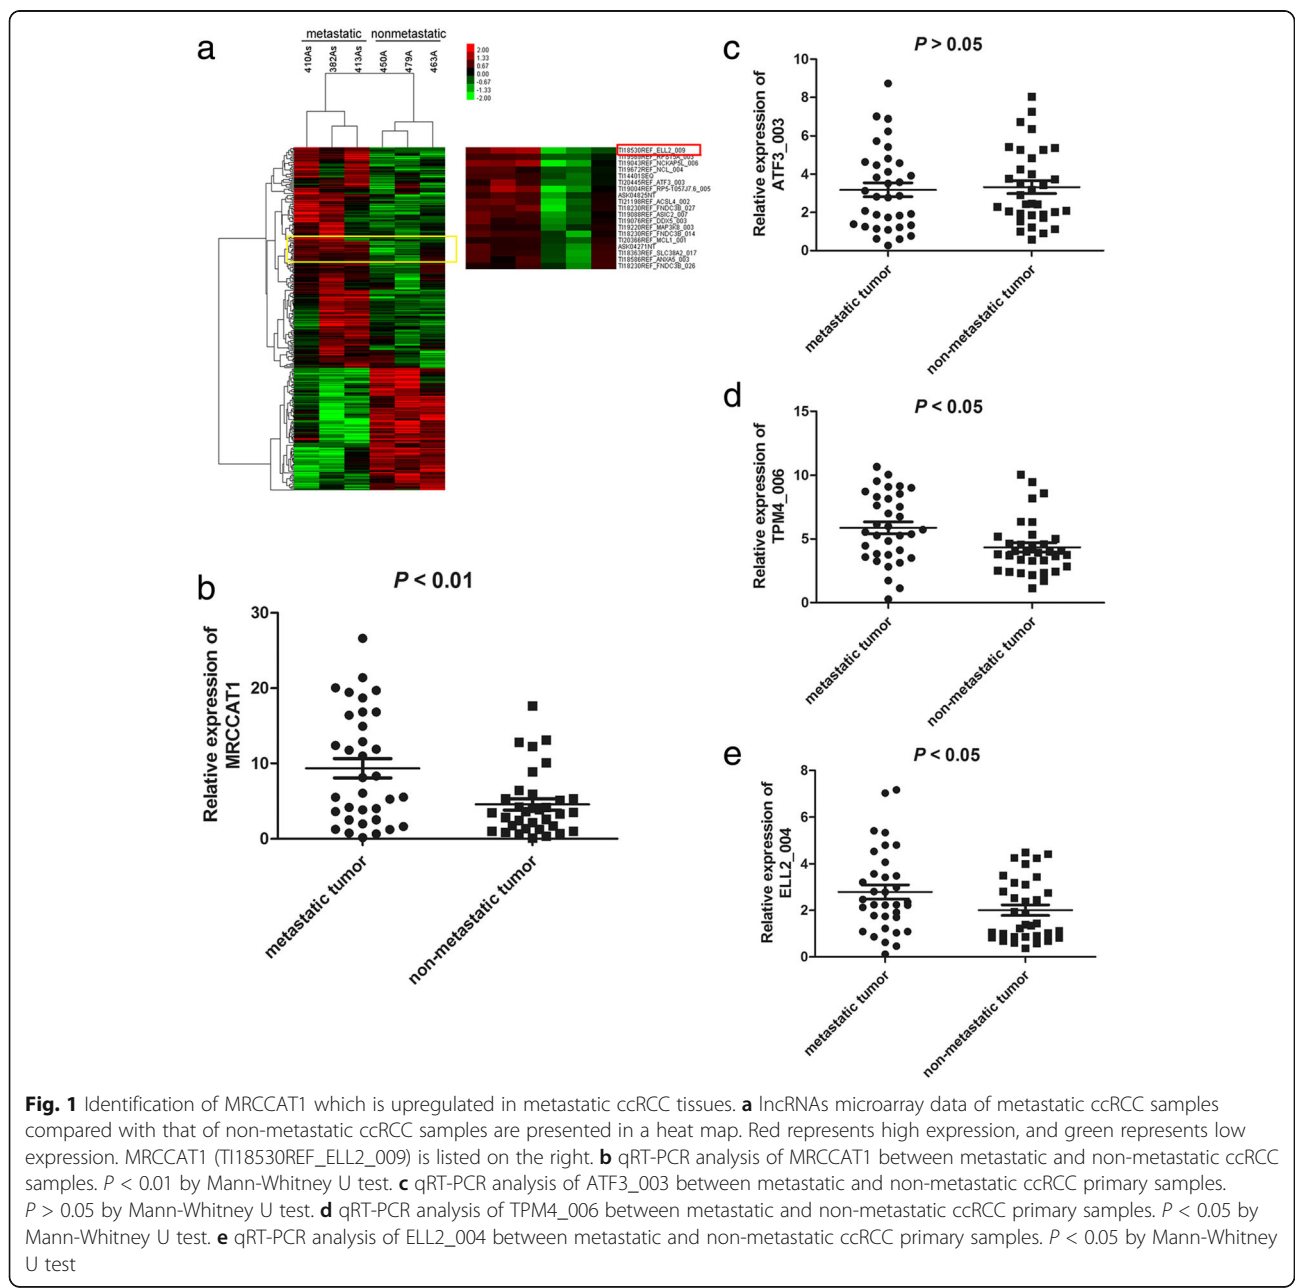 a
metastatic nonmetastatic
410As 382As 413As 450A 479A 463A
2.00
1.33
0.67
0.00
-0.67
-1.33
-2.00
TI18530REF_ELL2_009
TI19589REF_RPS15A_003
TI19043REF_NCKAP5L_006
TI19672REF_NCL_004
TI14401SEQ
TI20445REF_ATF3_003
TI19004REF_RP5-1057J7.6_005
ASK04825NT
TI21198REF_ACSL4_002
TI18230REF_FNDC3B_027
TI19088REF_ASIC2_007
TI19076REF_DDX5_003
TI19220REF_MAP3K8_003
TI18230REF_FNDC3B_014
TI20366REF_MCL1_001
ASK04271NT
TI18363REF_SLC38A2_017
TI18586REF_ANXA5_003
TI18230REF_FNDC3B_026
b
P < 0.01
Relative expression of
MRCCAT1
30
20
10
0
metastatic tumor
non-metastatic tumor
c
P > 0.05
Relative expression of
ATF3_003
10
8
6
4
2
0
metastatic tumor
non-metastatic tumor
d
P < 0.05
Relative expression of
TPM4_006
15
10
5
0
metastatic tumor
non-metastatic tumor
e
P < 0.05
Relative expression of
ELL2_004
8
6
4
2
0
metastatic tumor
non-metastatic tumor
Fig. 1 Identification of MRCCAT1 which is upregulated in metastatic ccRCC tissues. a lncRNAs microarray data of metastatic ccRCC samples
compared with that of non-metastatic ccRCC samples are presented in a heat map. Red represents high expression, and green represents low
expression. MRCCAT1 (TI18530REF_ELL2_009) is listed on the right. b qRT-PCR analysis of MRCCAT1 between metastatic and non-metastatic ccRCC
samples. P < 0.01 by Mann-Whitney U test. c qRT-PCR analysis of ATF3_003 between metastatic and non-metastatic ccRCC primary samples.
P > 0.05 by Mann-Whitney U test. d qRT-PCR analysis of TPM4_006 between metastatic and non-metastatic ccRCC primary samples. P < 0.05 by
Mann-Whitney U test. e qRT-PCR analysis of ELL2_004 between metastatic and non-metastatic ccRCC primary samples. P < 0.05 by Mann-Whitney
U test